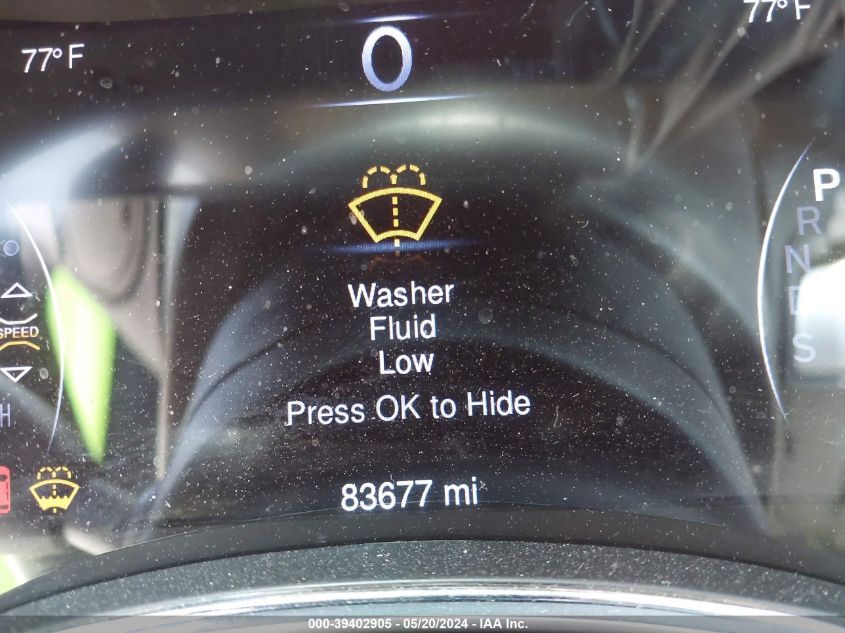 77°F
0
77°F
P
R
N
D
S
SPEED
H
Washer
Fluid
Low
Press OK to Hide
83677 mi
000-39402905 - 05/20/2024 - IAA Inc.